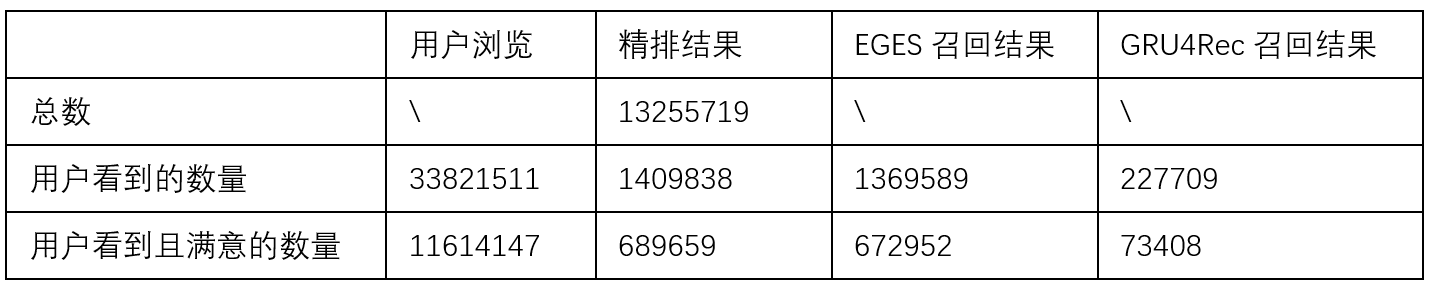 用户浏览 精排结果 EGES 召回结果 GRU4Rec 召回结果
总数 \ 13255719 \ \
用户看到的数量 33821511 1409838 1369589 227709
用户看到且满意的数量 11614147 689659 672952 73408